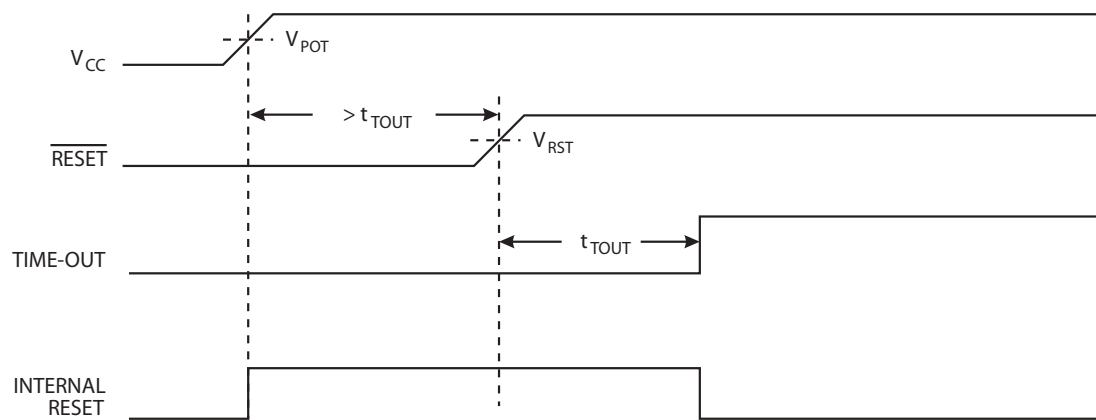 V_POT
V_CC
> t_TOUT
V_RST
RESET
t_TOUT
TIME-OUT
INTERNAL
RESET